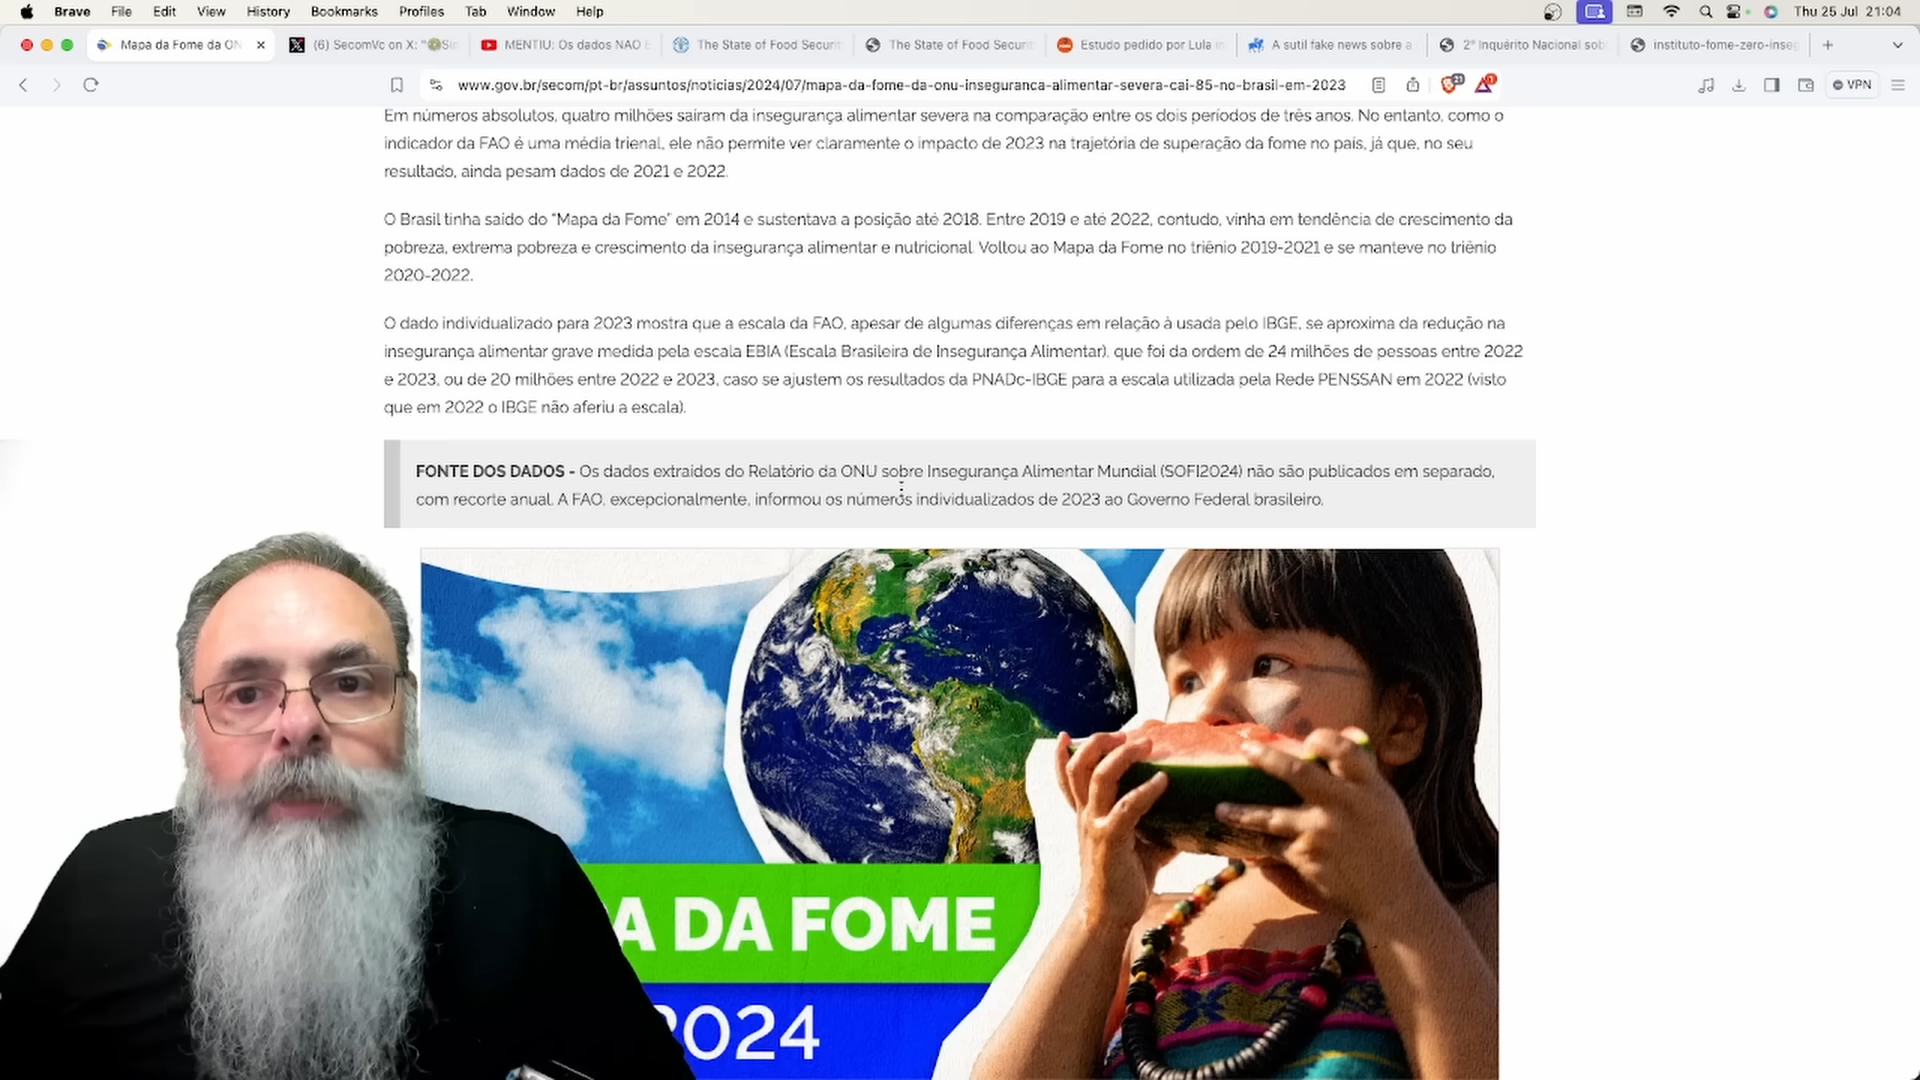 Brave File Edit View History Bookmarks Profiles Tab Window Help Thu 25 Jul 21:04
Mapa da Fome da ON (6) SecomVc on X: "Sin MENTIU: Os dados NÃO E The State of Food Securit The State of Food Securit Estudo pedido por Lula in A sutil fake news sobre a 2º Inquérito Nacional sob instituto-fome-zero-inseg
www.gov.br/secom/pt-br/assuntos/noticias/2024/07/mapa-da-fome-da-onu-inseguranca-alimentar-severa-cai-85-no-brasil-em-2023 21 1 VPN
Em números absolutos, quatro milhões saíram da insegurança alimentar severa na comparação entre os dois períodos de três anos. No entanto, como o
indicador da FAO é uma média trienal, ele não permite ver claramente o impacto de 2023 na trajetória de superação da fome no país, já que, no seu
resultado, ainda pesam dados de 2021 e 2022.
O Brasil tinha saído do “Mapa da Fome” em 2014 e sustentava a posição até 2018. Entre 2019 e até 2022, contudo, vinha em tendência de crescimento da
pobreza, extrema pobreza e crescimento da insegurança alimentar e nutricional. Voltou ao Mapa da Fome no triênio 2019-2021 e se manteve no triênio
2020-2022.
O dado individualizado para 2023 mostra que a escala da FAO, apesar de algumas diferenças em relação à usada pelo IBGE, se aproxima da redução na
insegurança alimentar grave medida pela escala EBIA (Escala Brasileira de Insegurança Alimentar), que foi da ordem de 24 milhões de pessoas entre 2022
e 2023, ou de 20 milhões entre 2022 e 2023, caso se ajustem os resultados da PNADc-IBGE para a escala utilizada pela Rede PENSSAN em 2022 (visto
que em 2022 o IBGE não aferiu a escala).
FONTE DOS DADOS - Os dados extraídos do Relatório da ONU sobre Insegurança Alimentar Mundial (SOFI2024) não são publicados em separado,
com recorte anual. A FAO, excepcionalmente, informou os números individualizados de 2023 ao Governo Federal brasileiro.
A DA FOME
2024